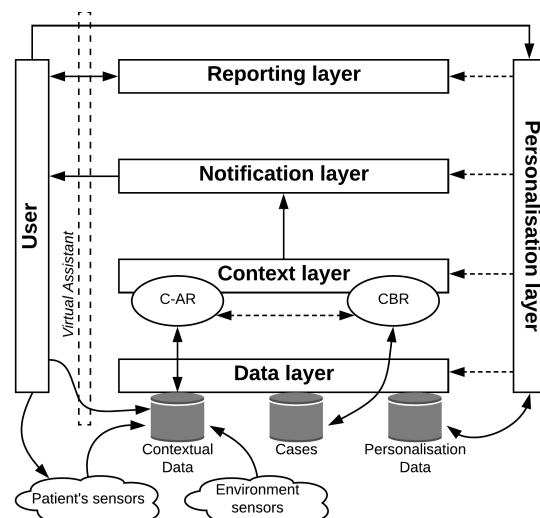 Reporting layer
Notification layer
User
Virtual Assistant
Personalisation layer
Context layer
C-AR
CBR
Data layer
Contextual
Data
Cases
Personalisation
Data
Patient's sensors
Environment
sensors